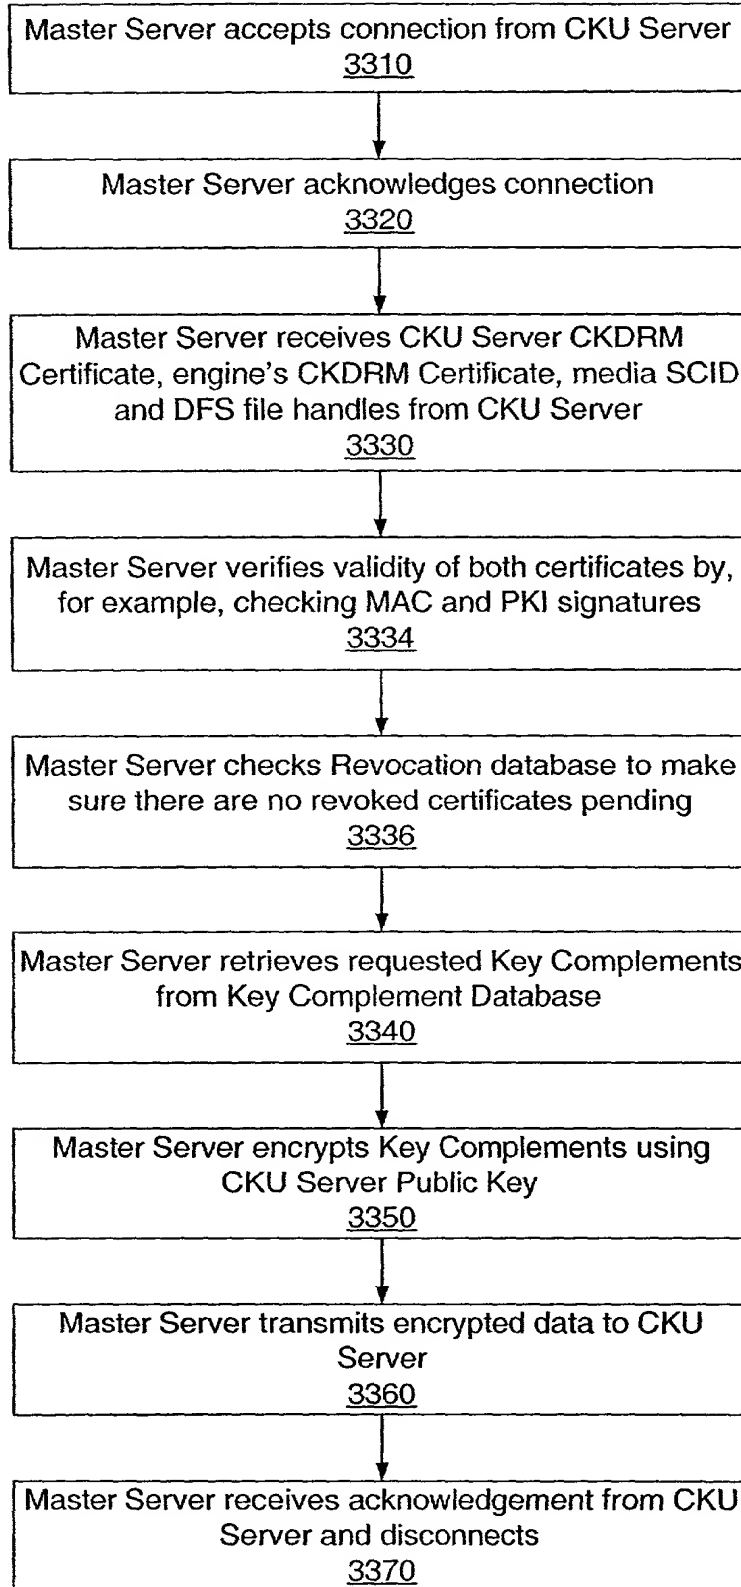 Master Server accepts connection from CKU Server
3310
Master Server acknowledges connection
3320
Master Server receives CKU Server CKDRM
Certificate, engine's CKDRM Certificate, media SCID
and DFS file handles from CKU Server
3330
Master Server verifies validity of both certificates by,
for example, checking MAC and PKI signatures
3334
Master Server checks Revocation database to make
sure there are no revoked certificates pending
3336
Master Server retrieves requested Key Complements
from Key Complement Database
3340
Master Server encrypts Key Complements using
CKU Server Public Key
3350
Master Server transmits encrypted data to CKU
Server
3360
Master Server receives acknowledgement from CKU
Server and disconnects
3370